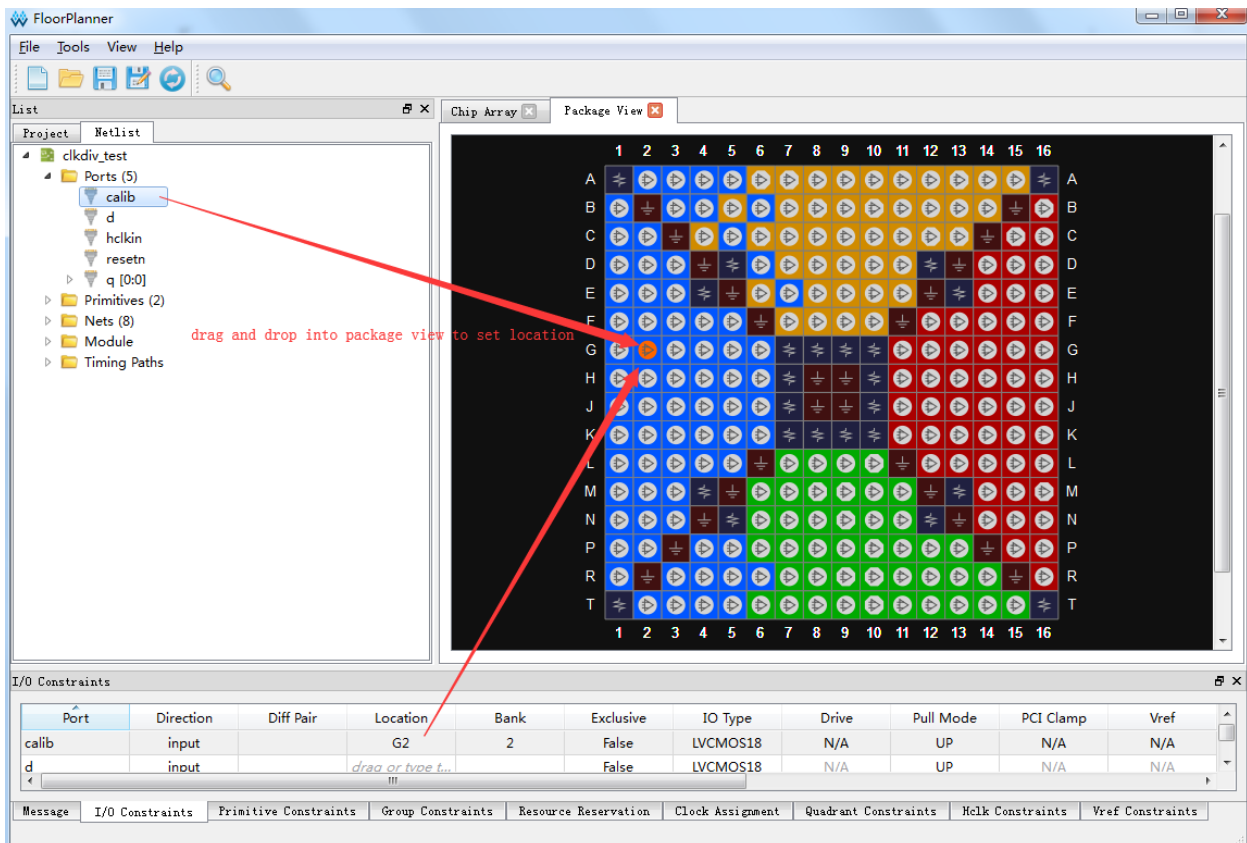 FloorPlanner
File Tools View Help
List
Chip Array Package View
Project Netlist
clkdiv_test
Ports (5)
calib
d
hclkin
resetn
q [0:0]
Primitives (2)
Nets (8)
Module
Timing Paths
drag and drop into package view to set location
1 2 3 4 5 6 7 8 9 10 11 12 13 14 15 16
A A
B B
C C
D D
E E
F F
G G
H H
J J
K K
L L
M M
N N
P P
R R
T T
1 2 3 4 5 6 7 8 9 10 11 12 13 14 15 16
I/O Constraints
Port Direction Diff Pair Location Bank Exclusive IO Type Drive Pull Mode PCI Clamp Vref
calib input G2 2 False LVCMOS18 N/A UP N/A N/A
d input drag or type t... False LVCMOS18 N/A UP N/A N/A
Message I/O Constraints Primitive Constraints Group Constraints Resource Reservation Clock Assignment Quadrant Constraints Hclk Constraints Vref Constraints